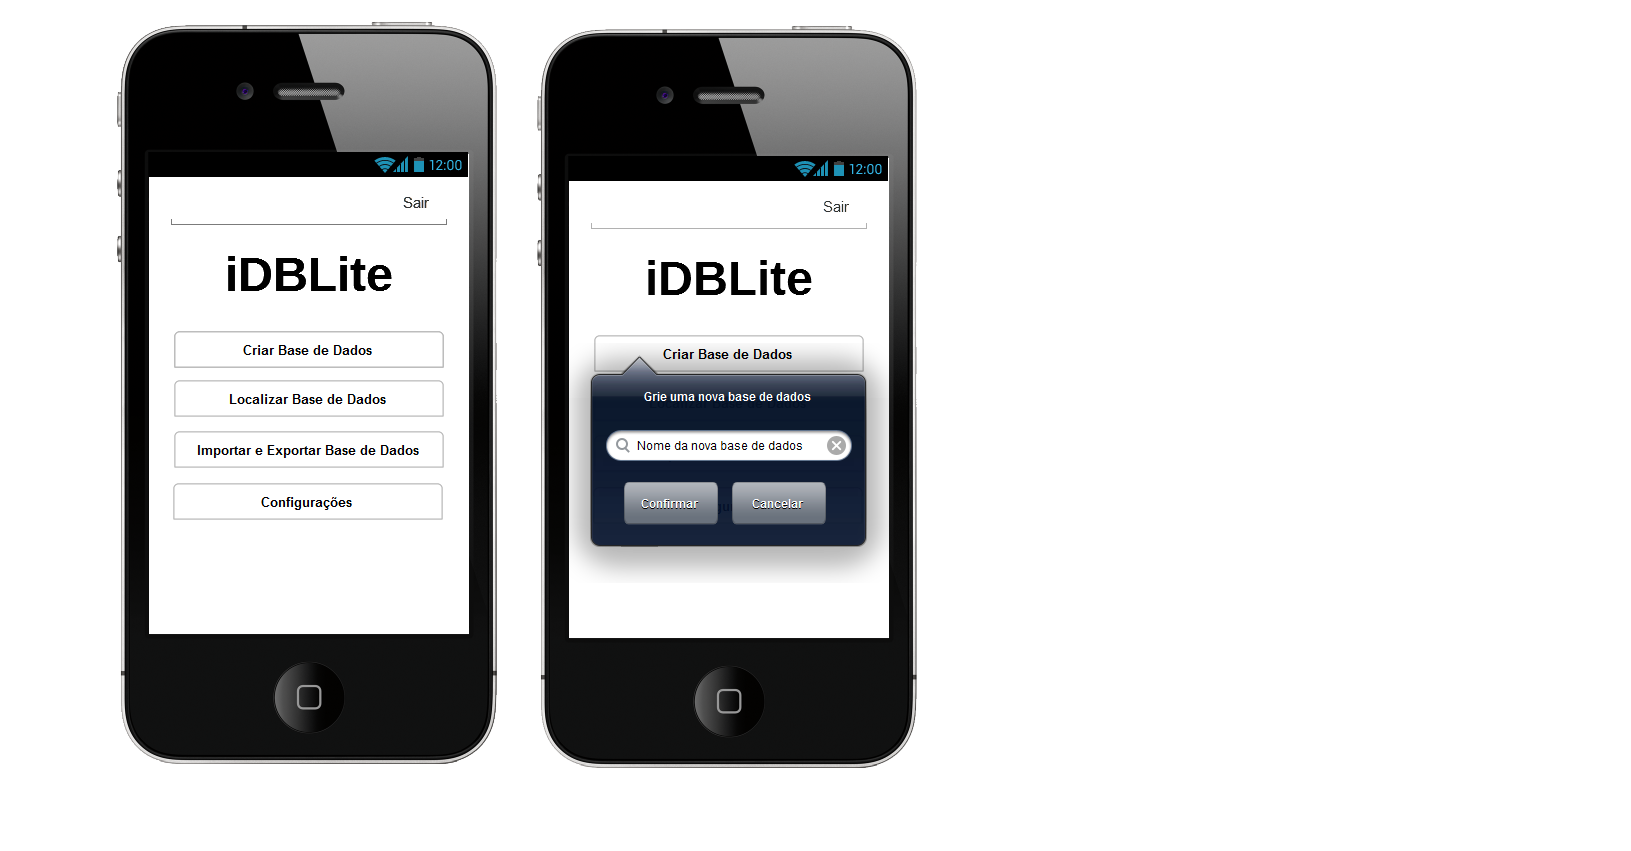 12:00
Sair
iDBLite
Criar Base de Dados
Localizar Base de Dados
Importar e Exportar Base de Dados
Configurações
12:00
Sair
iDBLite
Criar Base de Dados
Grie uma nova base de dados
Nome da nova base de dados
Confirmar
Cancelar